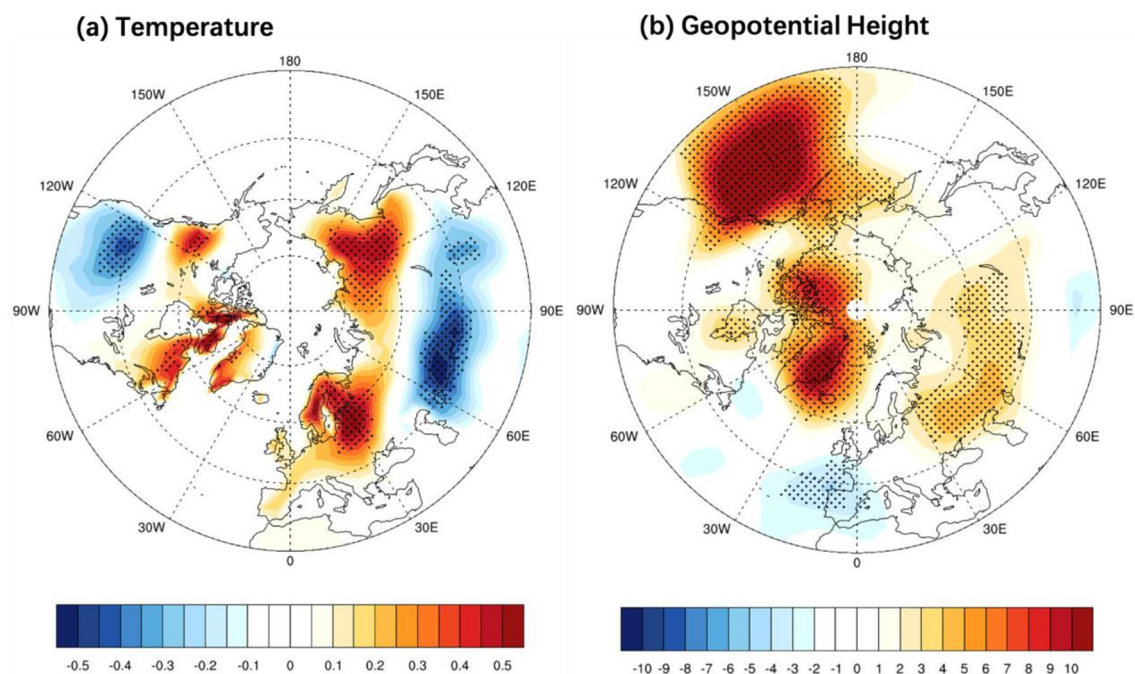 (a) Temperature
(b) Geopotential Height
180
150W
150E
120W
120E
90W
90E
60W
60E
30W
30E
0
-0.5 -0.4 -0.3 -0.2 -0.1 0 0.1 0.2 0.3 0.4 0.5
180
150W
150E
120W
120E
90W
90E
60W
60E
30W
30E
0
-10 -9 -8 -7 -6 -5 -4 -3 -2 -1 0 1 2 3 4 5 6 7 8 9 10